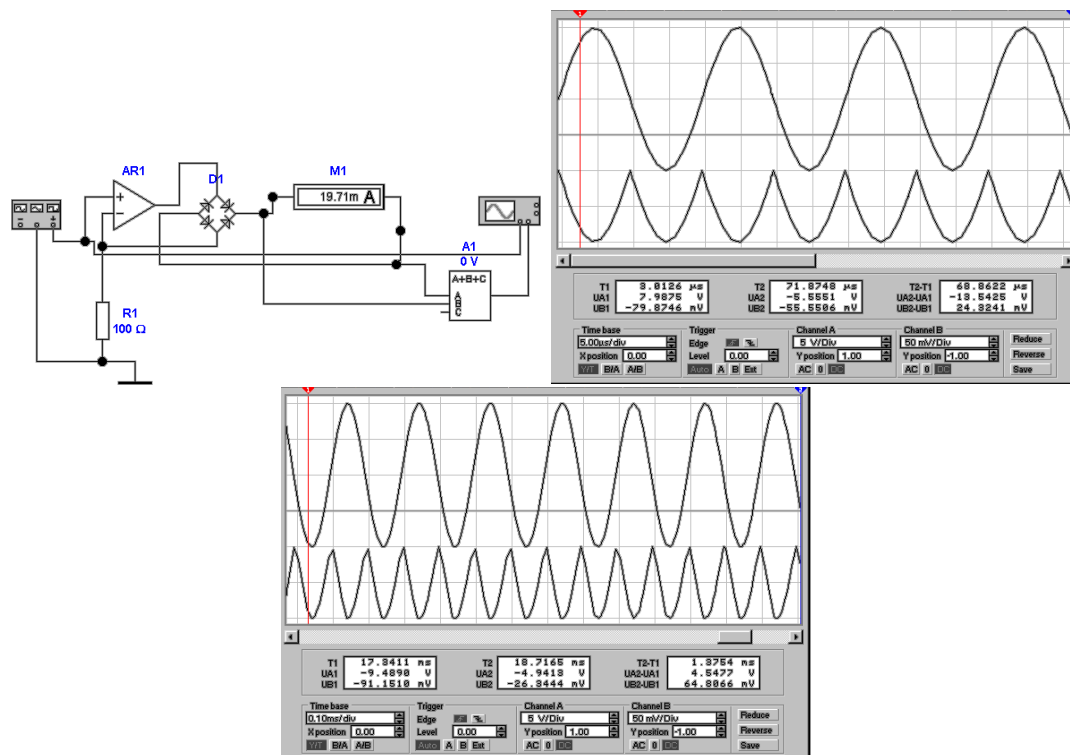 AR1
D1
M1
19.71m A
A1
0 V
A+B+C
A
B
C
R1
100 Ω
1
T1 3.0126 µs T2 71.8748 µs T2-T1 68.8622 µs
UA1 7.9875 V UA2 -5.5551 V UA2-UA1 -13.5425 V
UB1 -79.8746 mV UB2 -55.5506 mV UB2-UB1 24.3241 mV
Time base Trigger Channel A Channel B
5.00µs/div Edge 5 V/Div 50 mV/Div Reduce
X position 0.00 Level 0.00 Y position 1.00 Y position -1.00 Reverse
Y/T B/A A/B Auto A B Ext AC 0 DC AC 0 DC Save
1
T1 17.3411 ms T2 18.7165 ms T2-T1 1.3754 ms
UA1 -9.4890 V UA2 -4.9413 V UA2-UA1 4.5477 V
UB1 -91.1510 mV UB2 -26.3444 mV UB2-UB1 64.8066 mV
Time base Trigger Channel A Channel B
0.10ms/div Edge 5 V/Div 50 mV/Div Reduce
X position 0.00 Level 0.00 Y position 1.00 Y position -1.00 Reverse
Y/T B/A A/B Auto A B Ext AC 0 DC AC 0 DC Save